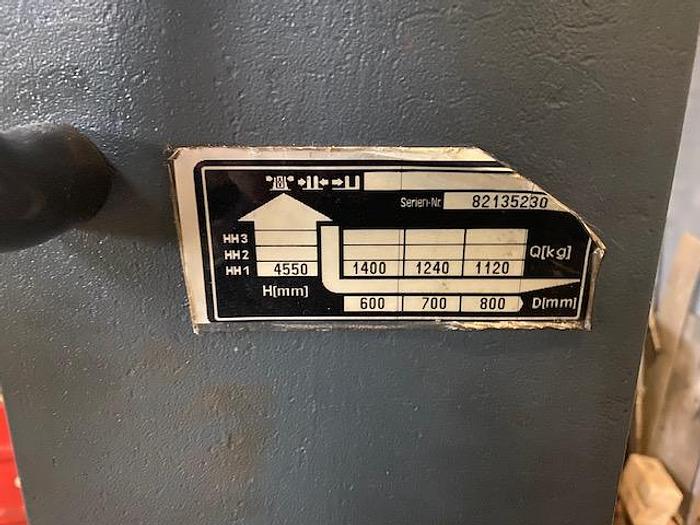 Serien-Nr. 82135230
HH3
HH2 Q[kg]
HH1 4550 1400 1240 1120
H[mm]
600 700 800 D[mm]